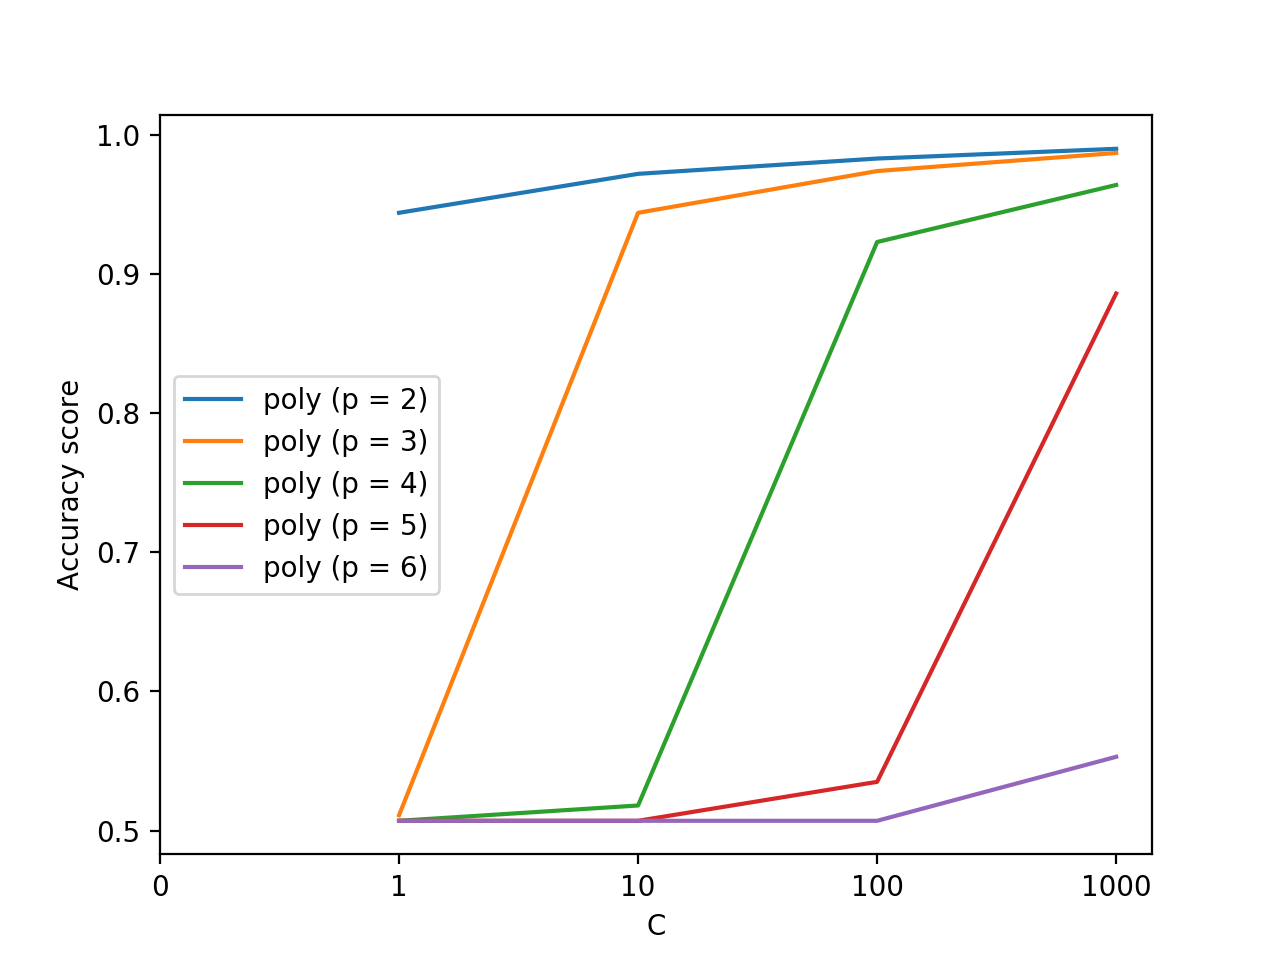 1.0
0.9
0.8
0.7
0.6
0.5
Accuracy score
poly (p = 2)
poly (p = 3)
poly (p = 4)
poly (p = 5)
poly (p = 6)
0 1 10 100 1000
C